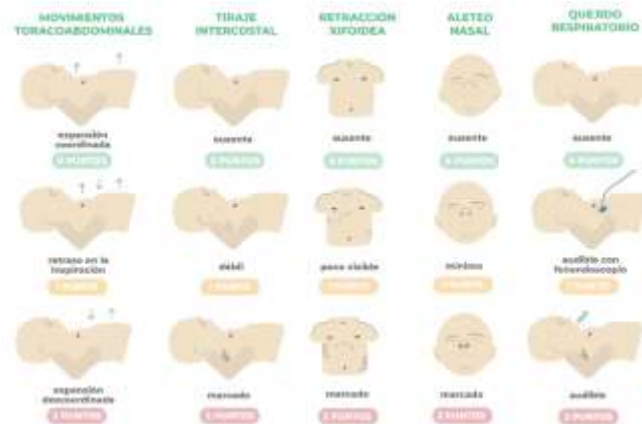 MOVIMIENTOS TORACOABDOMINALES
TIRAJE INTERCOSTAL
RETRACCIÓN XIFOIDEA
ALETEO NASAL
QUEJIDO RESPIRATORIO
expansión coordinada
ausente
ausente
ausente
ausente
0 PUNTOS
0 PUNTOS
0 PUNTOS
0 PUNTOS
0 PUNTOS
retraso en la inspiración
débil
poco visible
mínimo
audible con fonendoscopio
1 PUNTO
1 PUNTO
1 PUNTO
1 PUNTO
1 PUNTO
expansión descoordinada
marcado
marcado
marcado
audible
2 PUNTOS
2 PUNTOS
2 PUNTOS
2 PUNTOS
2 PUNTOS